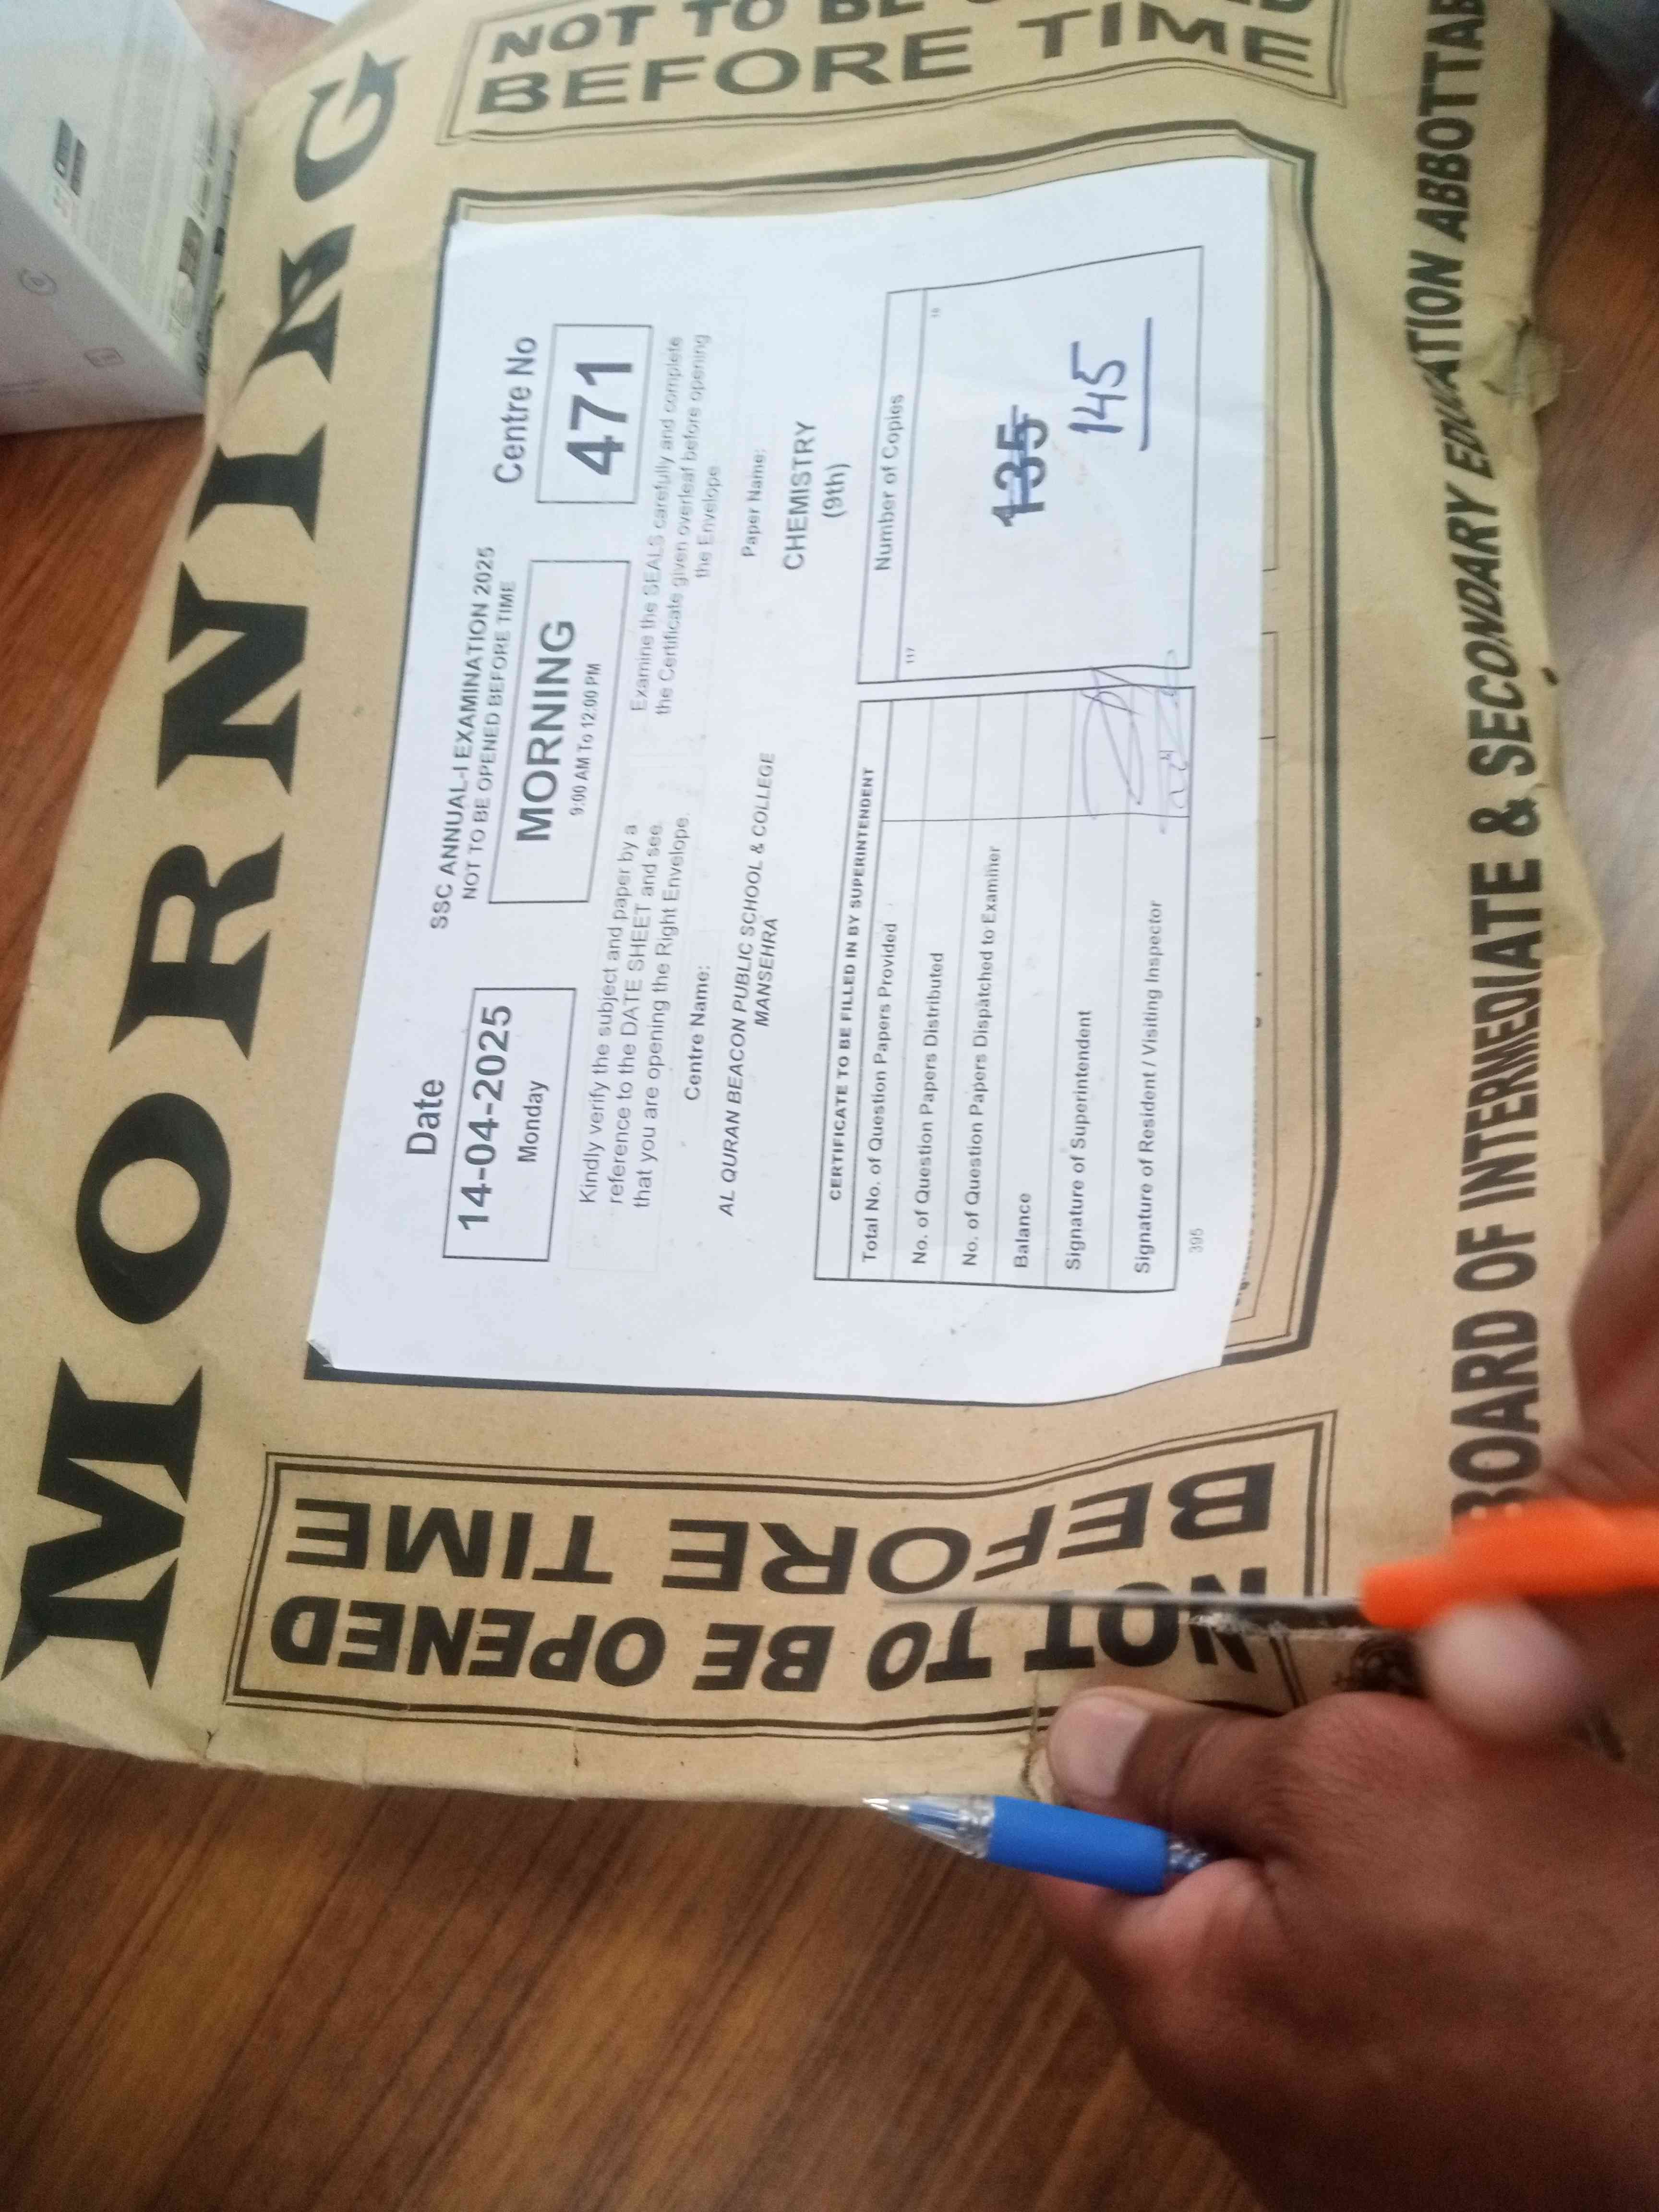 MORNING
NOT TO BE
BEFORE TIME
Date
14-04-2025
Monday
SSC ANNUAL-I EXAMINATION 2025
NOT TO BE OPENED BEFORE TIME
MORNING
9:00 AM To 12:00 PM
Centre No
471
Kindly verify the subject and paper by a
reference to the DATE SHEET and see
that you are opening the Right Envelope.
Examine the SEALS carefully and complete
the Certificate given overleaf before opening
the Envelope
Centre Name:
AL QURAN BEACON PUBLIC SCHOOL & COLLEGE
MANSEHRA
Paper Name:
CHEMISTRY
(9th)
CERTIFICATE TO BE FILLED IN BY SUPERINTENDENT
Total No. of Question Papers Provided
No. of Question Papers Distributed
No. of Question Papers Dispatched to Examiner
Balance
Signature of Superintendent
Signature of Resident / Visiting Inspector
395
Number of Copies
117
18
135
145
NOT TO BE OPENED
BEFORE TIME
BOARD OF INTERMEDIATE & SECONDARY EDUCATION ABBOTTAB